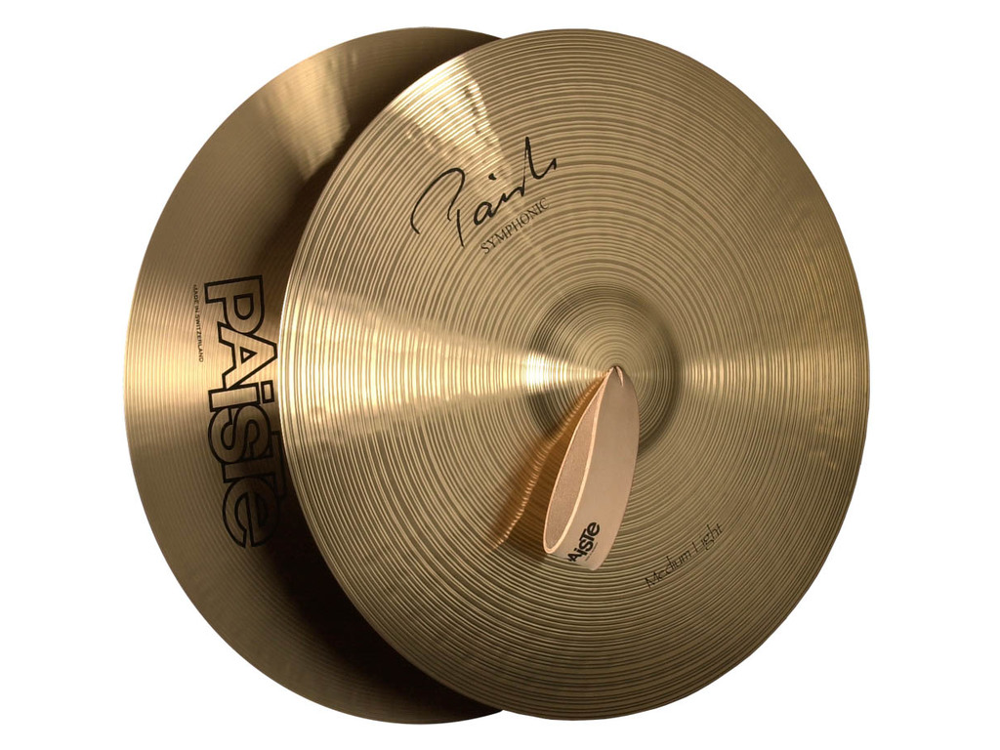 Paiste
SYMPHONIC
PAiSTe
MADE IN SWITZERLAND
PAiSTe
Medium Light